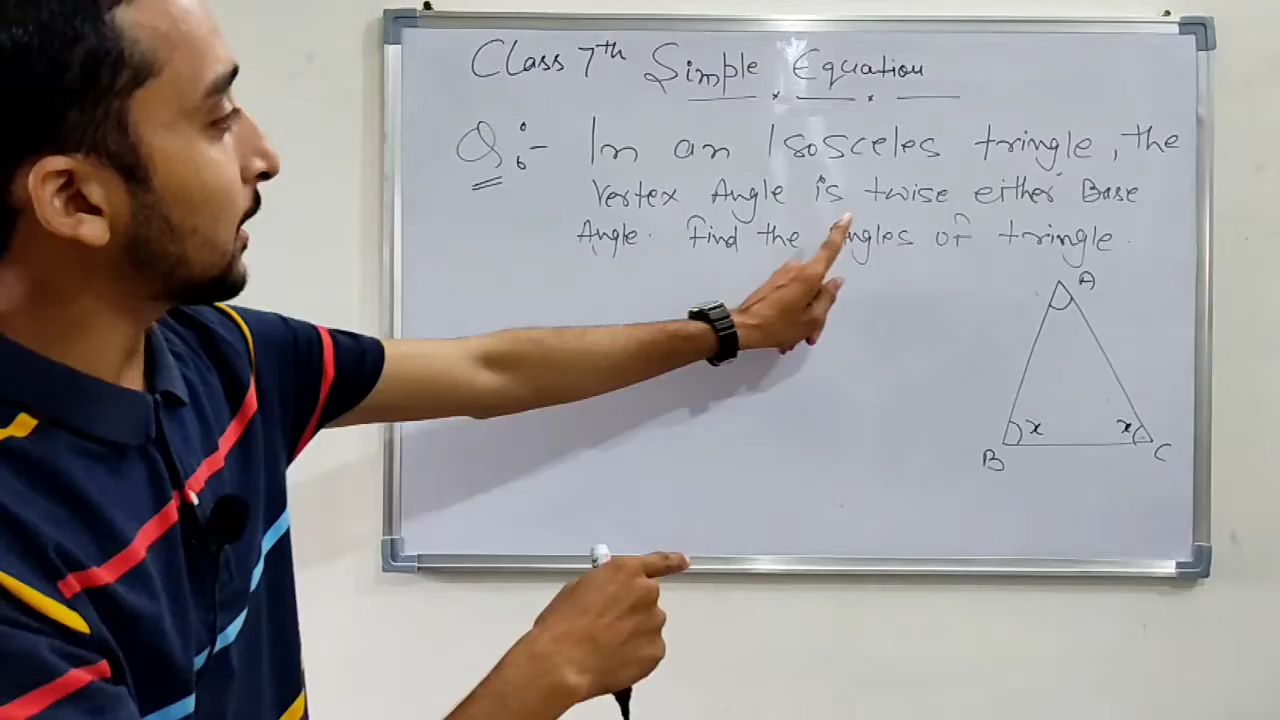 Class 7th Simple Equation
Q:- In an Isosceles tringle, the
Vertex Angle is twise either Base
Angle. Find the Angles of tringle.
A
x x
B C